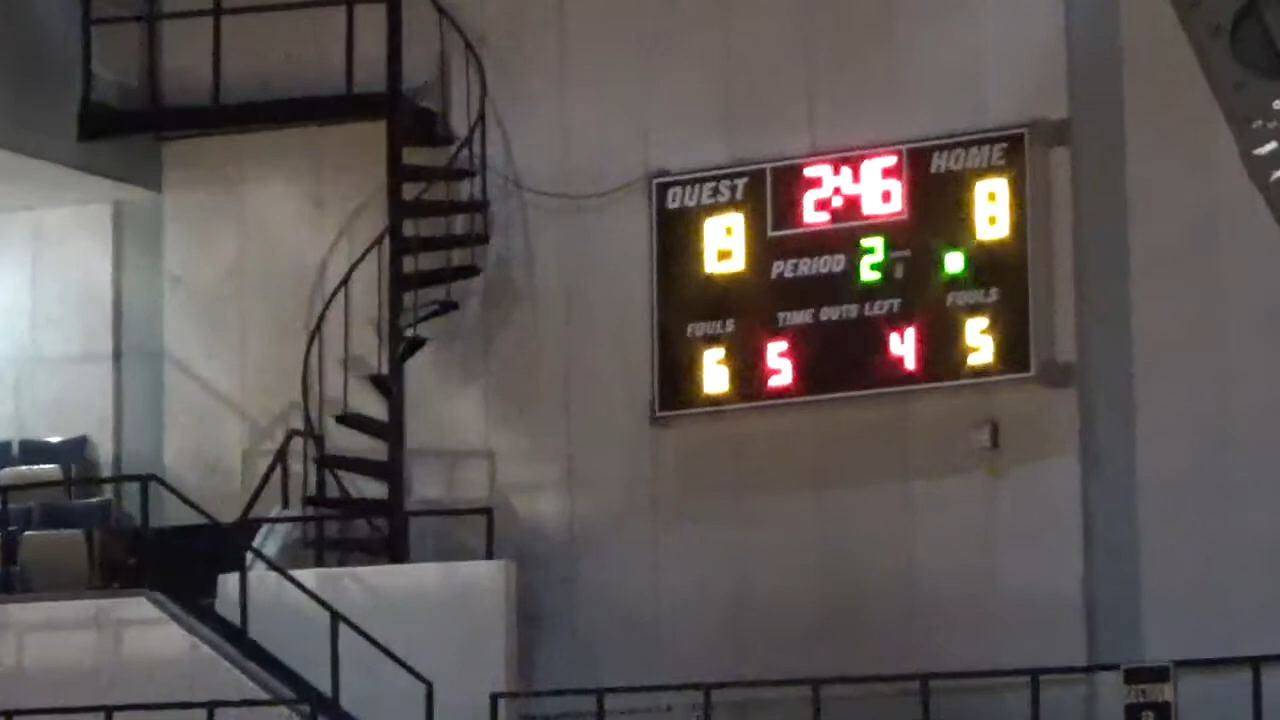 GUEST 2:46 HOME
8 8
PERIOD 2
FOULS TIME OUTS LEFT FOULS
6 5 4 5